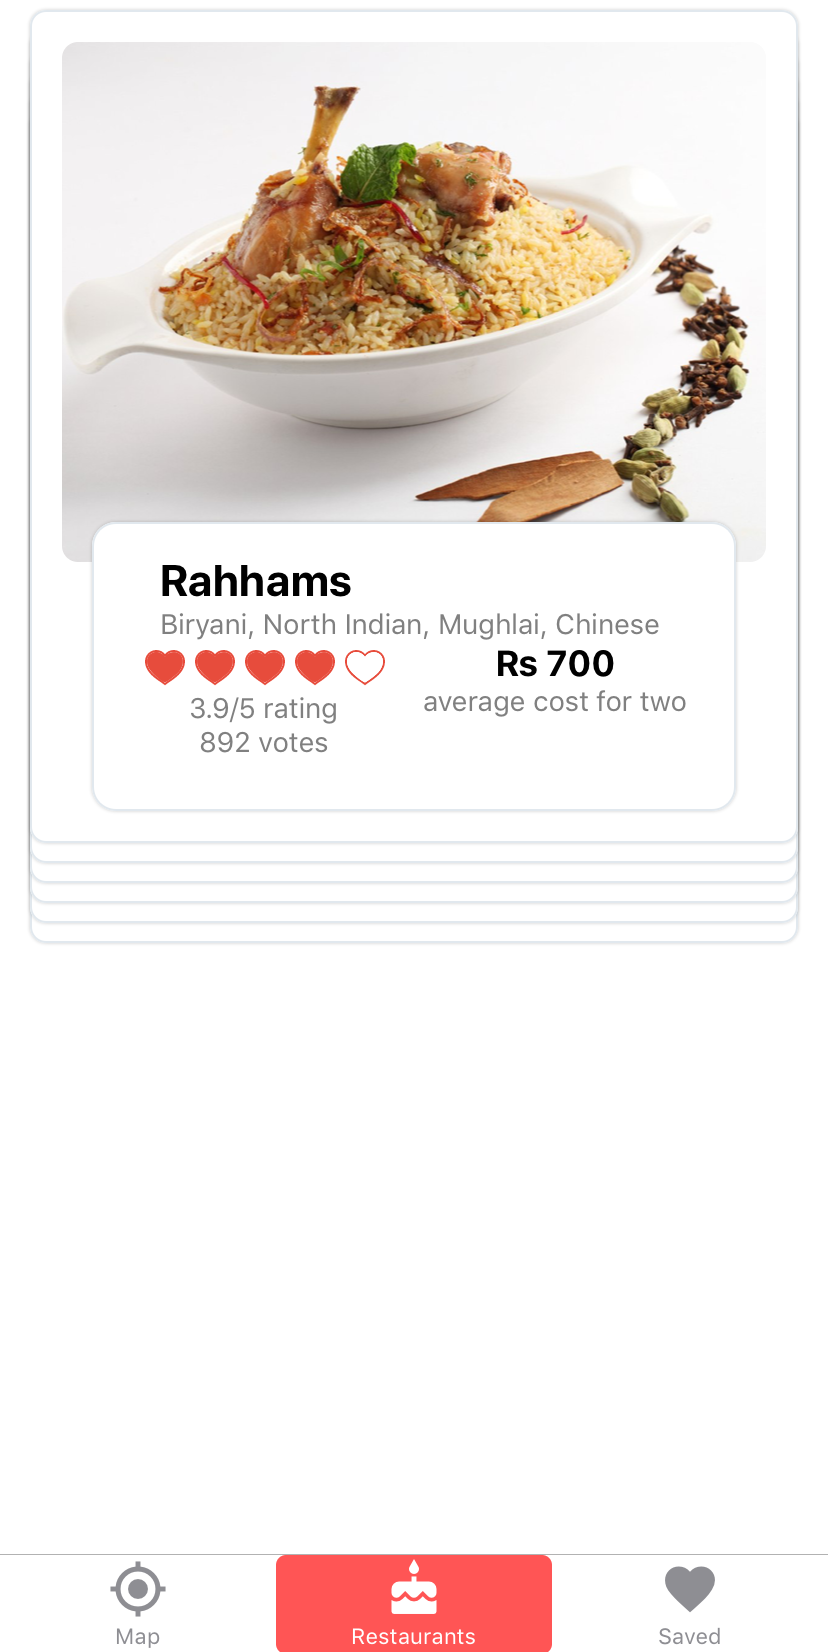 Rahhams
Biryani, North Indian, Mughlai, Chinese
3.9/5 rating
892 votes
Rs 700
average cost for two
Map
Restaurants
Saved